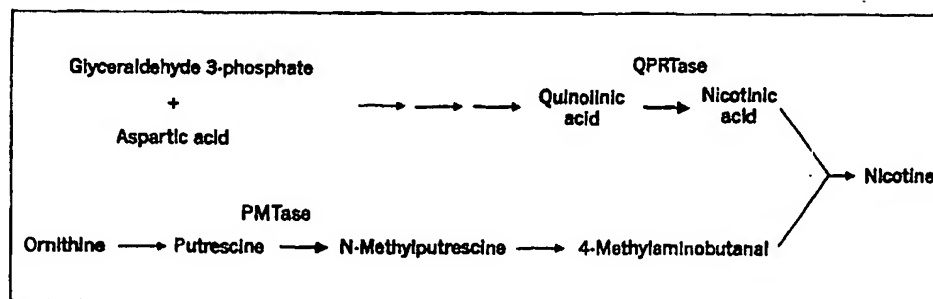 Glyceraldehyde 3-phosphate
+
Aspartic acid
QPRTase
Quinolinic acid
Nicotinic acid
Nicotine
PMTase
Ornithine
Putrescine
N-Methylputrescine
4-Methylaminobutanal